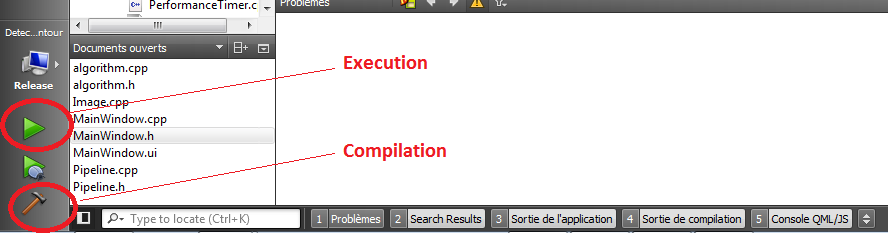 PerformanceTimer.c
Problèmes
Detec...ntour
Documents ouverts
Release
algorithm.cpp
algorithm.h
Image.cpp
MainWindow.cpp
MainWindow.h
MainWindow.ui
Pipeline.cpp
Pipeline.h
Execution
Compilation
Type to locate (Ctrl+K)
1 Problèmes
2 Search Results
3 Sortie de l'application
4 Sortie de compilation
5 Console QML/JS